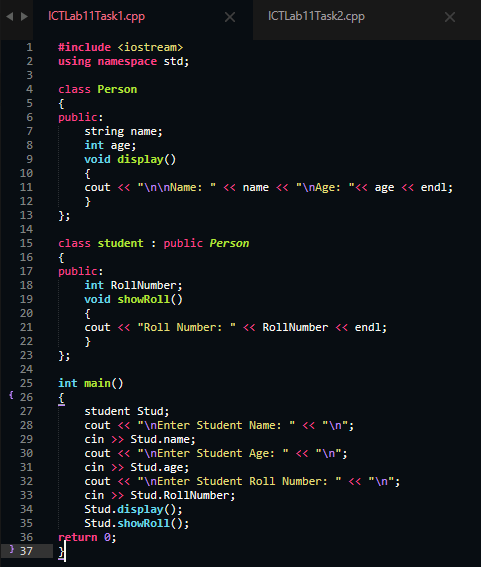 ICTLab11Task1.cpp ICTLab11Task2.cpp
1 #include <iostream>
2 using namespace std;
3
4 class Person
5 {
6 public:
7 string name;
8 int age;
9 void display()
10 {
11 cout << "\n\nName: " << name << "\nAge: "<< age << endl;
12 }
13 };
14
15 class student : public Person
16 {
17 public:
18 int RollNumber;
19 void showRoll()
20 {
21 cout << "Roll Number: " << RollNumber << endl;
22 }
23 };
24
25 int main()
{ 26 {
27 student Stud;
28 cout << "\nEnter Student Name: " << "\n";
29 cin >> Stud.name;
30 cout << "\nEnter Student Age: " << "\n";
31 cin >> Stud.age;
32 cout << "\nEnter Student Roll Number: " << "\n";
33 cin >> Stud.RollNumber;
34 Stud.display();
35 Stud.showRoll();
36 return 0;
} 37 }